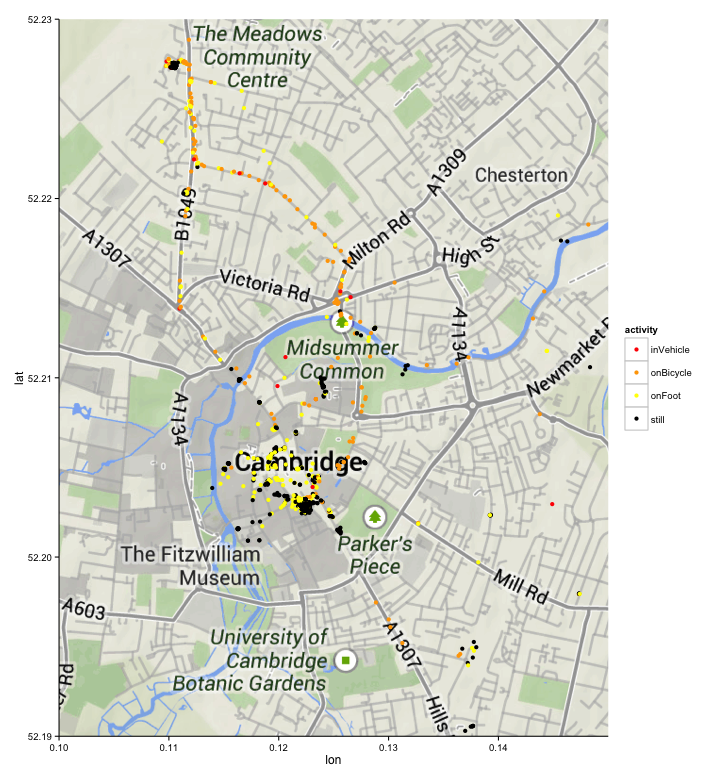 52.23
The Meadows
Community
Centre
A1309
Chesterton
52.22
B1049
A1307
Milton Rd
High St
Victoria Rd
A1134
Midsummer
Common
Newmarket R
52.21
lat
A1134
Cambridge
activity
inVehicle
onBicycle
onFoot
still
52.20
The Fitzwilliam
Museum
Parker's
Piece
Mill Rd
A603
University of
Cambridge
Botanic Gardens
A1307
Rd
Hills
52.19
0.10
0.11
0.12
0.13
0.14
lon